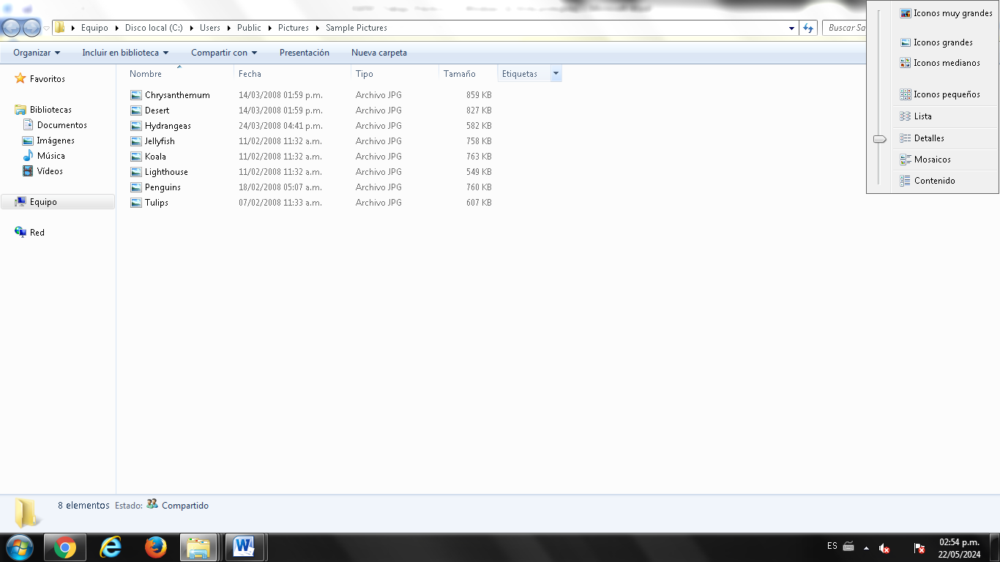 Equipo Disco local (C:) Users Public Pictures Sample Pictures
Buscar Sa
Organizar Incluir en biblioteca Compartir con Presentación Nueva carpeta
Nombre Fecha Tipo Tamaño Etiquetas
Chrysanthemum 14/03/2008 01:59 p.m. Archivo JPG 859 KB
Desert 14/03/2008 01:59 p.m. Archivo JPG 827 KB
Hydrangeas 24/03/2008 04:41 p.m. Archivo JPG 582 KB
Jellyfish 11/02/2008 11:32 a.m. Archivo JPG 758 KB
Koala 11/02/2008 11:32 a.m. Archivo JPG 763 KB
Lighthouse 11/02/2008 11:32 a.m. Archivo JPG 549 KB
Penguins 18/02/2008 05:07 a.m. Archivo JPG 760 KB
Tulips 07/02/2008 11:33 a.m. Archivo JPG 607 KB
Favoritos
Bibliotecas
Documentos
Imágenes
Música
Vídeos
Equipo
Red
Iconos muy grandes
Iconos grandes
Iconos medianos
Iconos pequeños
Lista
Detalles
Mosaicos
Contenido
8 elementos Estado: Compartido
ES
02:54 p.m.
22/05/2024